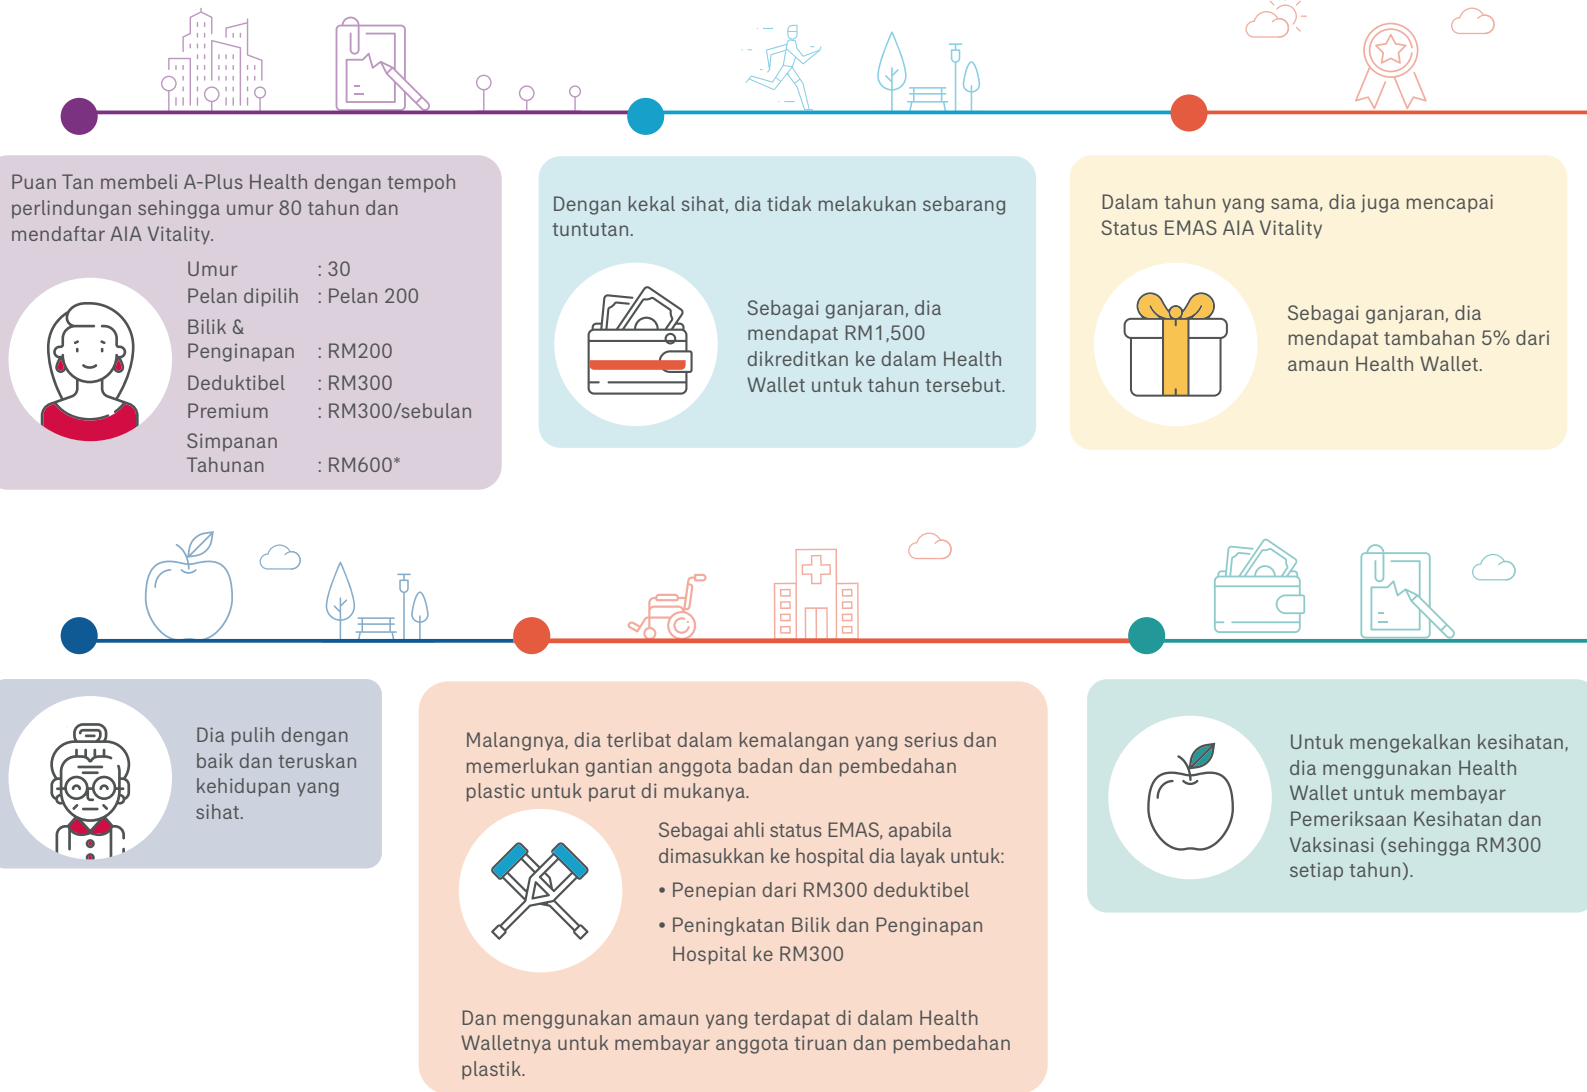 Puan Tan membeli A-Plus Health dengan tempoh
perlindungan sehingga umur 80 tahun dan
mendaftar AIA Vitality.
Umur : 30
Pelan dipilih : Pelan 200
Bilik &
Penginapan : RM200
Deduktibel : RM300
Premium : RM300/sebulan
Simpanan
Tahunan : RM600*
Dengan kekal sihat, dia tidak melakukan sebarang
tuntutan.
Sebagai ganjaran, dia
mendapat RM1,500
dikreditkan ke dalam Health
Wallet untuk tahun tersebut.
Dalam tahun yang sama, dia juga mencapai
Status EMAS AIA Vitality
Sebagai ganjaran, dia
mendapat tambahan 5% dari
amaun Health Wallet.
Dia pulih dengan
baik dan teruskan
kehidupan yang
sihat.
Malangnya, dia terlibat dalam kemalangan yang serius dan
memerlukan gantian anggota badan dan pembedahan
plastic untuk parut di mukanya.
Sebagai ahli status EMAS, apabila
dimasukkan ke hospital dia layak untuk:
• Penepian dari RM300 deduktibel
• Peningkatan Bilik dan Penginapan
Hospital ke RM300
Dan menggunakan amaun yang terdapat di dalam Health
Walletnya untuk membayar anggota tiruan dan pembedahan
plastik.
Untuk mengekalkan kesihatan,
dia menggunakan Health
Wallet untuk membayar
Pemeriksaan Kesihatan dan
Vaksinasi (sehingga RM300
setiap tahun).